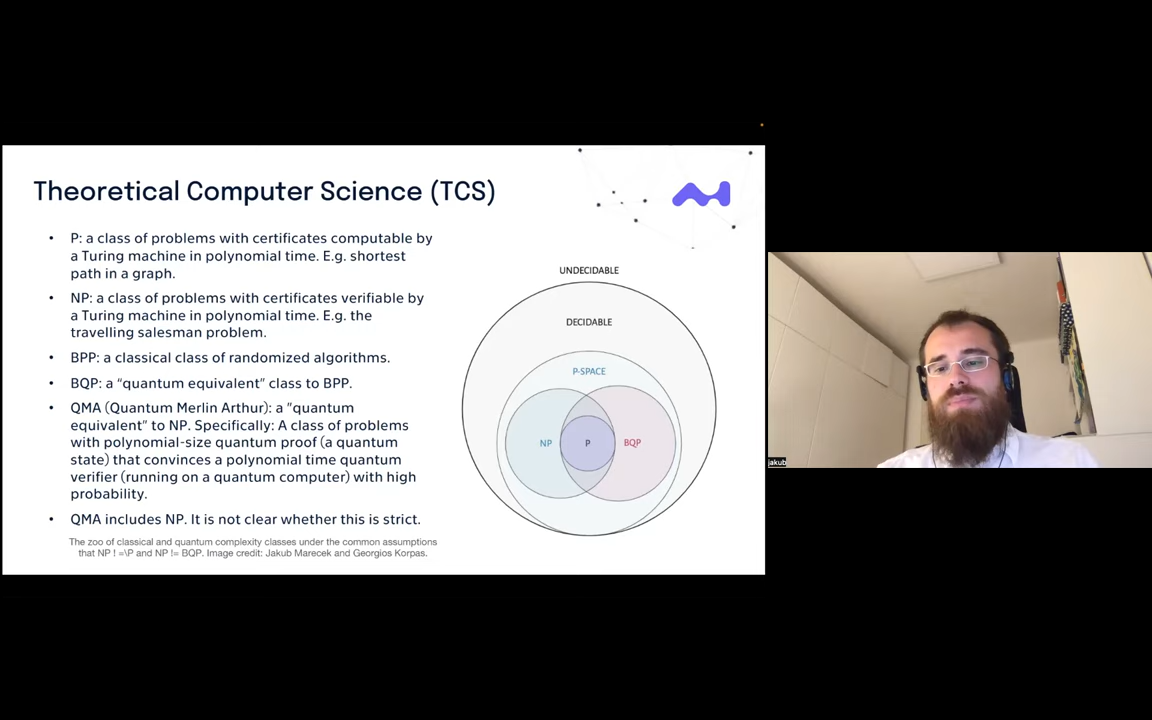 Theoretical Computer Science (TCS)
• P: a class of problems with certificates computable by
a Turing machine in polynomial time. E.g. shortest
path in a graph.
• NP: a class of problems with certificates verifiable by
a Turing machine in polynomial time. E.g. the
travelling salesman problem.
• BPP: a classical class of randomized algorithms.
• BQP: a “quantum equivalent” class to BPP.
• QMA (Quantum Merlin Arthur): a “quantum
equivalent” to NP. Specifically: A class of problems
with polynomial-size quantum proof (a quantum
state) that convinces a polynomial time quantum
verifier (running on a quantum computer) with high
probability.
• QMA includes NP. It is not clear whether this is strict.
The zoo of classical and quantum complexity classes under the common assumptions
that NP ! =\P and NP != BQP. Image credit: Jakub Marecek and Georgios Korpas.
UNDECIDABLE
DECIDABLE
P-SPACE
NP
P
BQP
jakub